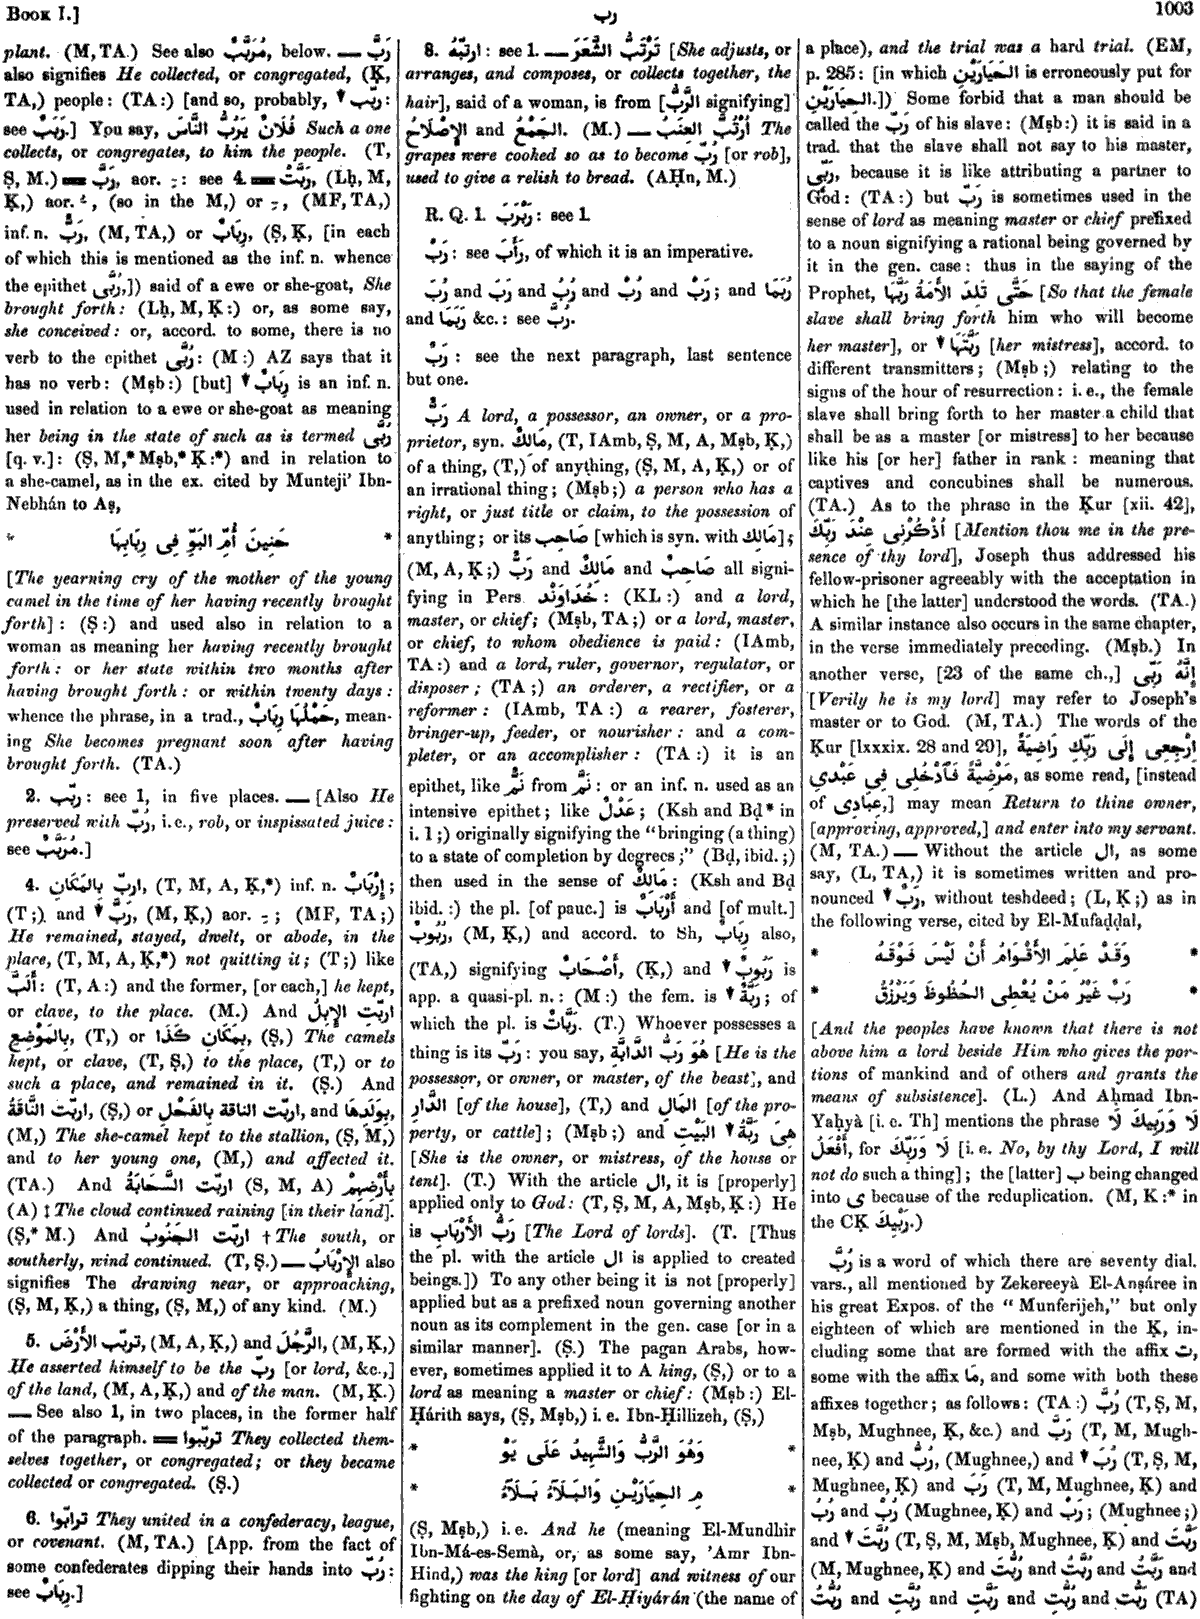 Book I.]
رب
1003
plant. (M, TA.) See also مُرَبَّبٌ, below. — رَبَّ
also signifies He collected, or congregated, (Ḳ,
TA,) people: (TA:) [and so, probably, ↓ ربّب:
see رَبَبٌ.] You say, فُلَانٌ يَرُبُّ النَّاسَ Such a one
collects, or congregates, to him the people. (T,
Ṣ, M.) ═ رَبَّ, aor. ـِ: see 4. ═ رَبَّتْ, (Lḥ, M,
Ḳ,) aor. ـُ, (so in the M,) or ـَ, (MF, TA,)
inf. n. رَبٌّ, (M, TA,) or رِبَابٌ, (Ṣ, Ḳ, [in each
of which this is mentioned as the inf. n. whence
the epithet رُبَّى,]) said of a ewe or she-goat, She
brought forth: (Lḥ, M, Ḳ:) or, as some say,
she conceived: or, accord. to some, there is no
verb to the epithet رُبَّى: (M:) AZ says that it
has no verb: (Mṣb:) [but] ↓ رِبَابٌ is an inf. n.
used in relation to a ewe or she-goat as meaning
her being in the state of such as is termed رُبَّى
[q. v.]: (Ṣ, M,* Mṣb,* Ḳ:*) and in relation to
a she-camel, as in the ex. cited by Munteji' Ibn-
Nebhán to Aṣ,
* حَنِينَ أُمِّ البَوِّ فِى رِبَابِهَا *
[The yearning cry of the mother of the young
camel in the time of her having recently brought
forth]: (Ṣ:) and used also in relation to a
woman as meaning her having recently brought
forth: or her state within two months after
having brought forth: or within twenty days:
whence the phrase, in a trad., حَمْلُهَا رِبَابٌ, mean-
ing She becomes pregnant soon after having
brought forth. (TA.)
2. ربّب: see 1, in five places. — [Also He
preserved with رُبّ, i. e., rob, or inspissated juice:
see مُرَبَّبٌ.]
4. اربّ بِالمَكَانِ, (T, M, A, Ḳ,*) inf. n. إِرْبَابٌ;
(T;) and ↓ رَبَّ, (M, Ḳ,) aor. ـُ; (MF, TA;)
He remained, stayed, dwelt, or abode, in the
place, (T, M, A, Ḳ,*) not quitting it; (T;) like
أَلَبَّ: (T, A:) and the former, [or each,] he kept,
or clave, to the place. (M.) And اربّت الإِبِلُ
بِالمَوْضِعِ, (T,) or بِمَكَانِ كَذَا, (Ṣ,) The camels
kept, or clave, (T, Ṣ,) to the place, (T,) or to
such a place, and remained in it. (Ṣ.) And
اربّت النَّاقَةُ, (Ṣ,) or اربّت الناقة بِالفَحْلِ, and بِوَلَدِهَا,
(M,) The she-camel kept to the stallion, (Ṣ, M,)
and to her young one, (M,) and affected it.
(TA.) And اربّت السَّحَابَةُ (Ṣ, M, A) بِأَرْضِهِمْ
(A) ‡ The cloud continued raining [in their land].
(Ṣ,* M.) And اربّت الجَنُوبُ † The south, or
southerly, wind continued. (T, Ṣ.) — الإِرْبَابُ also
signifies The drawing near, or approaching,
(Ṣ, M, Ḳ,) a thing, (Ṣ, M,) of any kind. (M.)
5. تربّب الأَرْضَ, (M, A, Ḳ,) and الرَّجُلَ, (M, Ḳ,)
He asserted himself to be the رَبّ [or lord, &c.,]
of the land, (M, A, Ḳ,) and of the man. (M, Ḳ.)
— See also 1, in two places, in the former half
of the paragraph. ═ تربّبوا They collected them-
selves together, or congregated; or they became
collected or congregated. (Ṣ.)
6. ترابّوا They united in a confederacy, league,
or covenant. (M, TA.) [App. from the fact of
some confederates dipping their hands into رُبّ:
see رِبَابٌ.]
8. ارتبّهُ: see 1. — تَرْتَبُّ الشَّعَرَ [She adjusts, or
arranges, and composes, or collects together, the
hair], said of a woman, is from [الرَّبُّ signifying]
الإِصْلَاحُ and الجَمْعُ. (M.) — اُرْتُبَّ العِنَبُ The
grapes were cooked so as to become رُبّ [or rob],
used to give a relish to bread. (AḤn, M.)
R. Q. 1. رَبْرَبَ: see 1.
رَبْ: see رَأَبَ, of which it is an imperative.
رُبَ and رَبَ and رُبُ and رُبْ and رَبْ; and رُبَمَا
and رَبَمَا &c.: see رُبَّ.
رَبٌ: see the next paragraph, last sentence
but one.
رَبٌّ A lord, a possessor, an owner, or a pro-
prietor, syn. مَالِكٌ, (T, IAmb, Ṣ, M, A, Mṣb, Ḳ,)
of a thing, (T,) of anything, (Ṣ, M, A, Ḳ,) or of
an irrational thing; (Mṣb;) a person who has a
right, or just title or claim, to the possession of
anything; or its صَاحِب [which is syn. with مَالِك];
(M, A, Ḳ;) رَبٌّ and مَالِكٌ and صَاحِبٌ all signi-
fying in Pers. خُدَاوَنْد: (KL:) and a lord,
master, or chief; (Mṣb, TA;) or a lord, master,
or chief, to whom obedience is paid: (IAmb,
TA:) and a lord, ruler, governor, regulator, or
disposer; (TA;) an orderer, a rectifier, or a
reformer: (IAmb, TA:) a rearer, fosterer,
bringer-up, feeder, or nourisher: and a com-
pleter, or an accomplisher: (TA:) it is an
epithet, like نَمٌّ from نَمَّ: or an inf. n. used as an
intensive epithet; like عَدْلٌ: (Ksh and Bḍ* in
i. 1;) originally signifying the "bringing (a thing)
to a state of completion by degrees;" (Bḍ, ibid.;)
then used in the sense of مَالِكٌ: (Ksh and Bḍ
ibid.:) the pl. [of pauc.] is أَرْبَابٌ and [of mult.]
رُبُوبٌ, (M, Ḳ,) and accord. to Sh, رِبَابٌ also,
(TA,) signifying أَصْحَابٌ, (Ḳ,) and ↓ رَبُوبٌ is
app. a quasi-pl. n.: (M:) the fem. is ↓ رَبَّةٌ; of
which the pl. is رَبَّاتٌ. (T.) Whoever possesses a
thing is its رَبّ: you say, هُوَ رَبُّ الدَّابَّةِ [He is the
possessor, or owner, or master, of the beast], and
الدَّارِ [of the house], (T,) and المَالِ [of the pro-
perty, or cattle]; (Mṣb;) and هِىَ رَبَّةُ ↓ البَيْتِ
[She is the owner, or mistress, of the house or
tent]. (T.) With the article ال, it is [properly]
applied only to God: (T, Ṣ, M, A, Mṣb, Ḳ:) He
is رَبُّ الأَرْبَابِ [The Lord of lords]. (T. [Thus
the pl. with the article ال is applied to created
beings.]) To any other being it is not [properly]
applied but as a prefixed noun governing another
noun as its complement in the gen. case [or in a
similar manner]. (Ṣ.) The pagan Arabs, how-
ever, sometimes applied it to A king, (Ṣ,) or to a
lord as meaning a master or chief: (Mṣb:) El-
Ḥárith says, (Ṣ, Mṣb,) i. e. Ibn-Ḥillizeh, (Ṣ,)
* وَهُوَ الرَّبُّ وَالشَّهِيدُ عَلَى يَوْ *
* مِ الحِيَارَيْنِ وَالبَلَآءُ بَلَآءُ *
(Ṣ, Mṣb,) i. e. And he (meaning El-Mundhir
Ibn-Má-es-Semà, or, as some say, 'Amr Ibn-
Hind,) was the king [or lord] and witness of our
fighting on the day of El-Ḥiyárán (the name of
a place), and the trial was a hard trial. (EM,
p. 285: [in which الحَيَارَيْنِ is erroneously put for
الحِيَارَيْنِ.]) Some forbid that a man should be
called the رَبّ of his slave: (Mṣb:) it is said in a
trad. that the slave shall not say to his master,
رَبِّى, because it is like attributing a partner to
God: (TA:) but رَبّ is sometimes used in the
sense of lord as meaning master or chief prefixed
to a noun signifying a rational being governed by
it in the gen. case: thus in the saying of the
Prophet, حَتَّى تَلِدَ الأَمَةُ رَبَّهَا [So that the female
slave shall bring forth him who will become
her master], or ↓ رَبَّتَهَا [her mistress], accord. to
different transmitters; (Mṣb;) relating to the
signs of the hour of resurrection: i. e., the female
slave shall bring forth to her master a child that
shall be as a master [or mistress] to her because
like his [or her] father in rank: meaning that
captives and concubines shall be numerous.
(TA.) As to the phrase in the Ḳur [xii. 42],
اُذْكُرْنِى عِنْدَ رَبِّكَ [Mention thou me in the pre-
sence of thy lord], Joseph thus addressed his
fellow-prisoner agreeably with the acceptation in
which he [the latter] understood the words. (TA.)
A similar instance also occurs in the same chapter,
in the verse immediately preceding. (Mṣb.) In
another verse, [23 of the same ch.,] إِنَّهُ رَبِّى
[Verily he is my lord] may refer to Joseph's
master or to God. (M, TA.) The words of the
Ḳur [lxxxix. 28 and 29], اِرْجِعِى إِلَى رَبِّكِ رَاضِيَةً
مَرْضِيَّةً فَٱدْخُلِى فِى عَبْدِى, as some read, [instead
of عِبَادِى,] may mean Return to thine owner,
[approving, approved,] and enter into my servant.
(M, TA.) — Without the article ال, as some
say, (L, TA,) it is sometimes written and pro-
nounced ↓ رَبٌ, without teshdeed; (L, Ḳ;) as in
the following verse, cited by El-Mufaḍḍal,
* وَقَدْ عَلِمَ الأَقْوَامُ أَنْ لَيْسَ فَوْقَهُ *
* رَبٌ غَيْرُ مَنْ يُعْطِى الحُظُوظَ وَيَرْزُقُ *
[And the peoples have known that there is not
above him a lord beside Him who gives the por-
tions of mankind and of others and grants the
means of subsistence]. (L.) And Aḥmad Ibn-
Yaḥyà [i. e. Th] mentions the phrase لَا وَرَبِيكَ لَا
أَفْعَلُ, for لَا وَرَبِّكَ [i. e. No, by thy Lord, I will
not do such a thing]; the [latter] ب being changed
into ى because of the reduplication. (M, Ḳ:* in
the CḲ رَبْيِكَ.)
رُبَّ is a word of which there are seventy dial.
vars., all mentioned by Zekereeyà El-Anṣáree in
his great Expos. of the "Munferijeh," but only
eighteen of which are mentioned in the Ḳ, in-
cluding some that are formed with the affix ت,
some with the affix مَا, and some with both these
affixes together; as follows: (TA:) رُبَّ (T, Ṣ, M,
Mṣb, Mughnee, Ḳ, &c.) and رَبَّ (T, M, Mugh-
nee, Ḳ) and رُبُّ, (Mughnee,) and ↓ رُبَ (T, Ṣ, M,
Mughnee, Ḳ) and رَبَ (T, M, Mughnee, Ḳ) and
رُبُ and رُبْ (Mughnee, Ḳ) and رَبْ; (Mughnee;)
and ↓ رُبَّتَ (T, Ṣ, M, Mṣb, Mughnee, Ḳ) and رَبَّتَ
(M, Mughnee, Ḳ) and رُبَتَ and رُبَّتْ and رَبَّتْ and
رُبَّتُ and رَبَّتُ and رُبَّتِ and رَبَّتِ and رُبَتْ (TA)